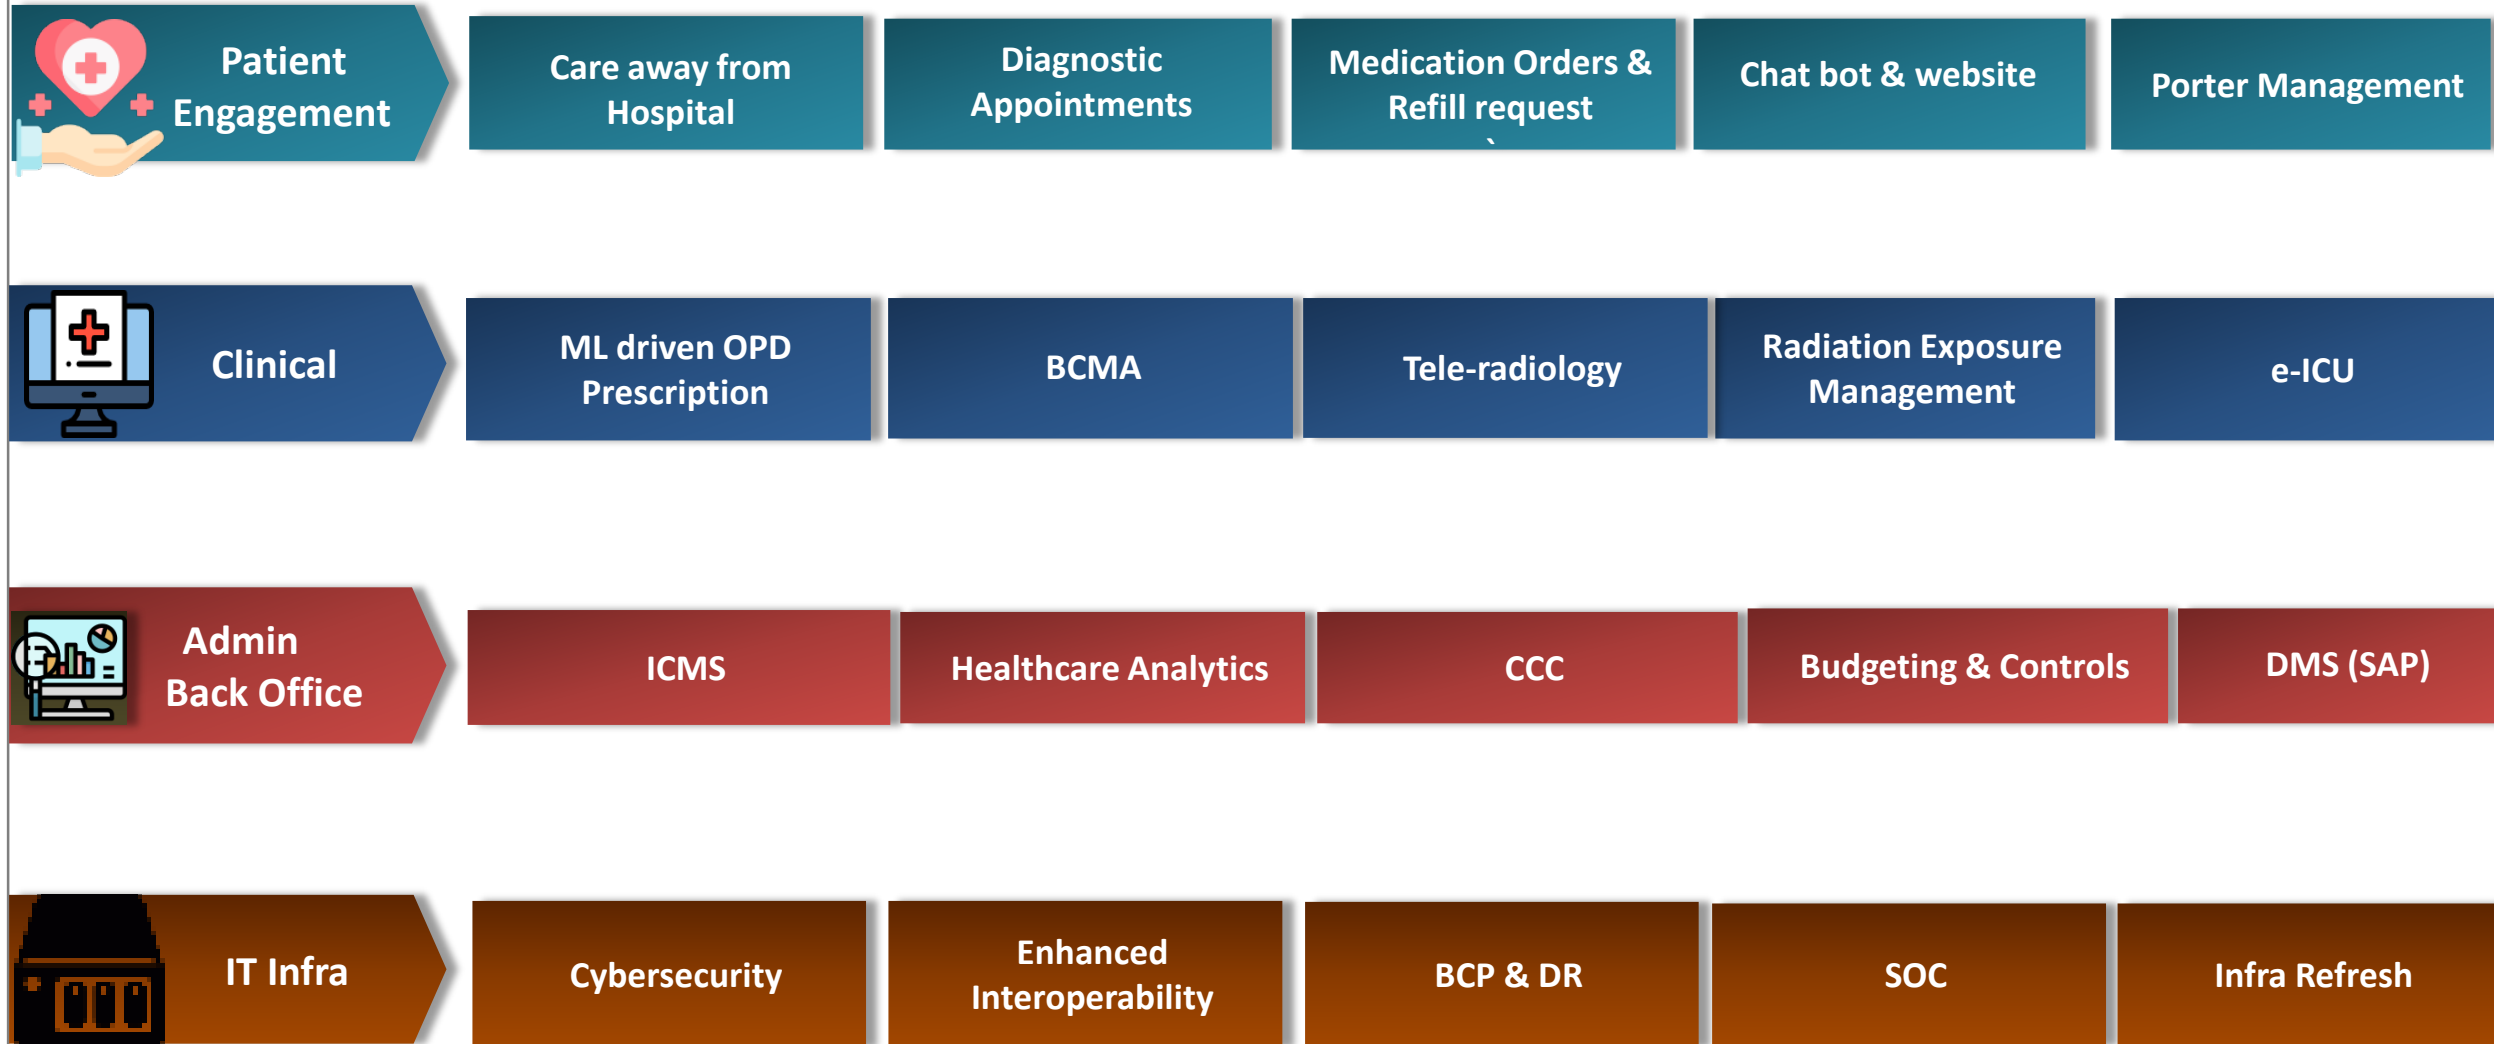 Patient
Engagement
Care away from
Hospital
Diagnostic
Appointments
Medication Orders &
Refill request
`
Chat bot & website
Porter Management
Clinical
ML driven OPD
Prescription
BCMA
Tele-radiology
Radiation Exposure
Management
e-ICU
Admin
Back Office
ICMS
Healthcare Analytics
CCC
Budgeting & Controls
DMS (SAP)
IT Infra
Cybersecurity
Enhanced
Interoperability
BCP & DR
SOC
Infra Refresh